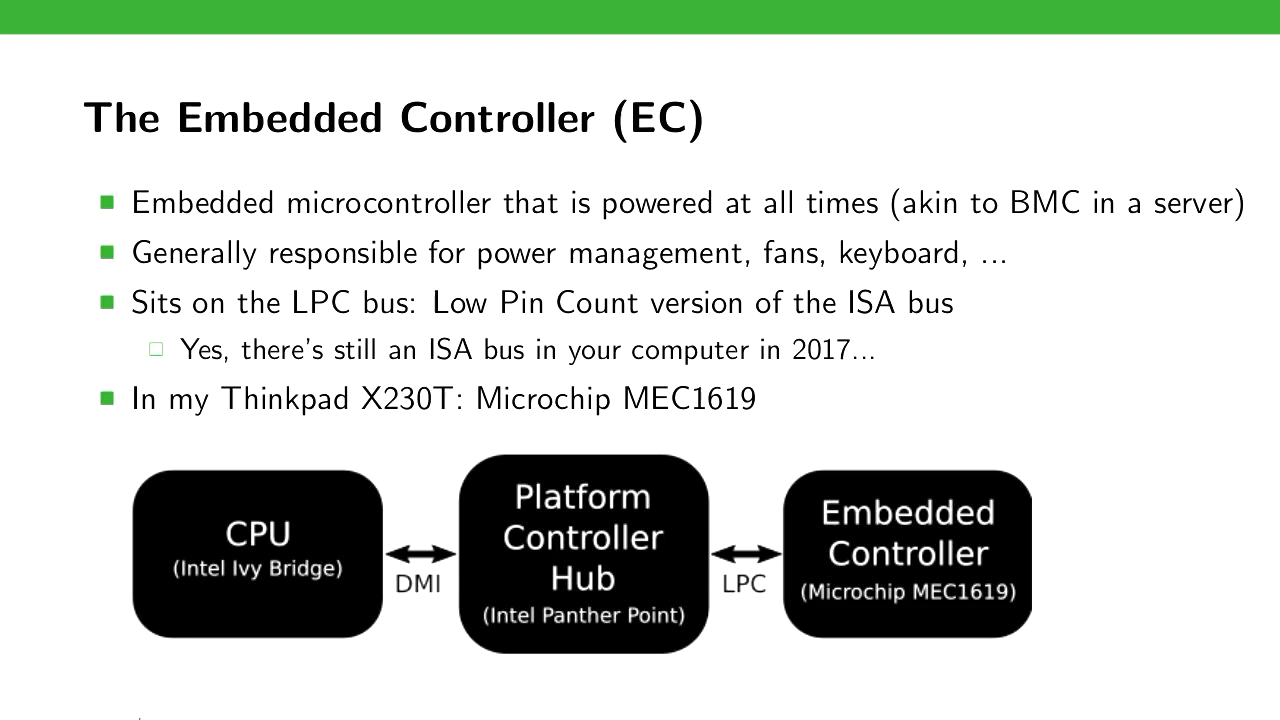 The Embedded Controller (EC)
Embedded microcontroller that is powered at all times (akin to BMC in a server)
Generally responsible for power management, fans, keyboard, ...
Sits on the LPC bus: Low Pin Count version of the ISA bus
Yes, there's still an ISA bus in your computer in 2017...
In my Thinkpad X230T: Microchip MEC1619
CPU
(Intel Ivy Bridge)
DMI
Platform
Controller
Hub
(Intel Panther Point)
LPC
Embedded
Controller
(Microchip MEC1619)